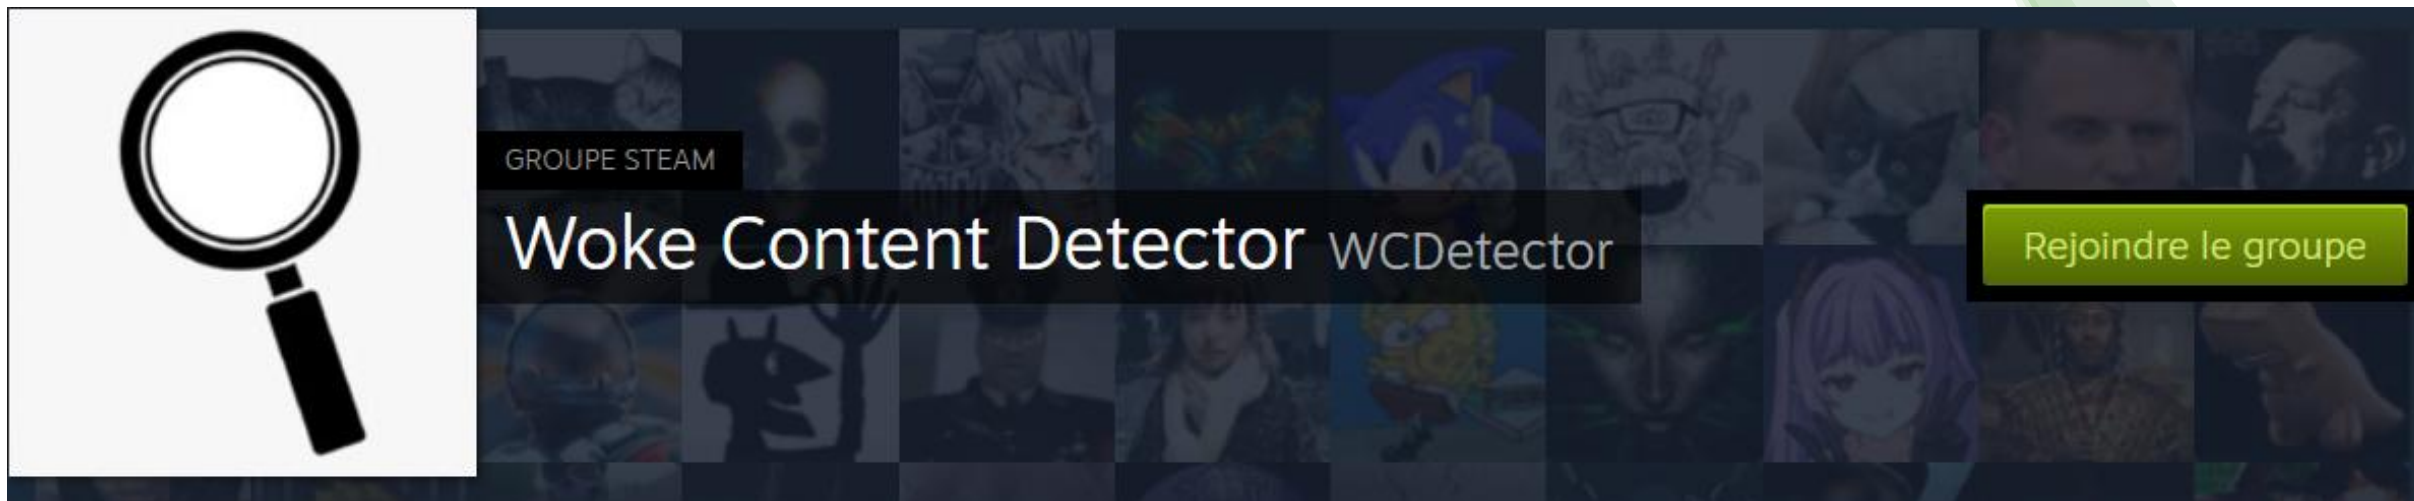 GROUPE STEAM
Woke Content Detector WCDetector
Rejoindre le groupe